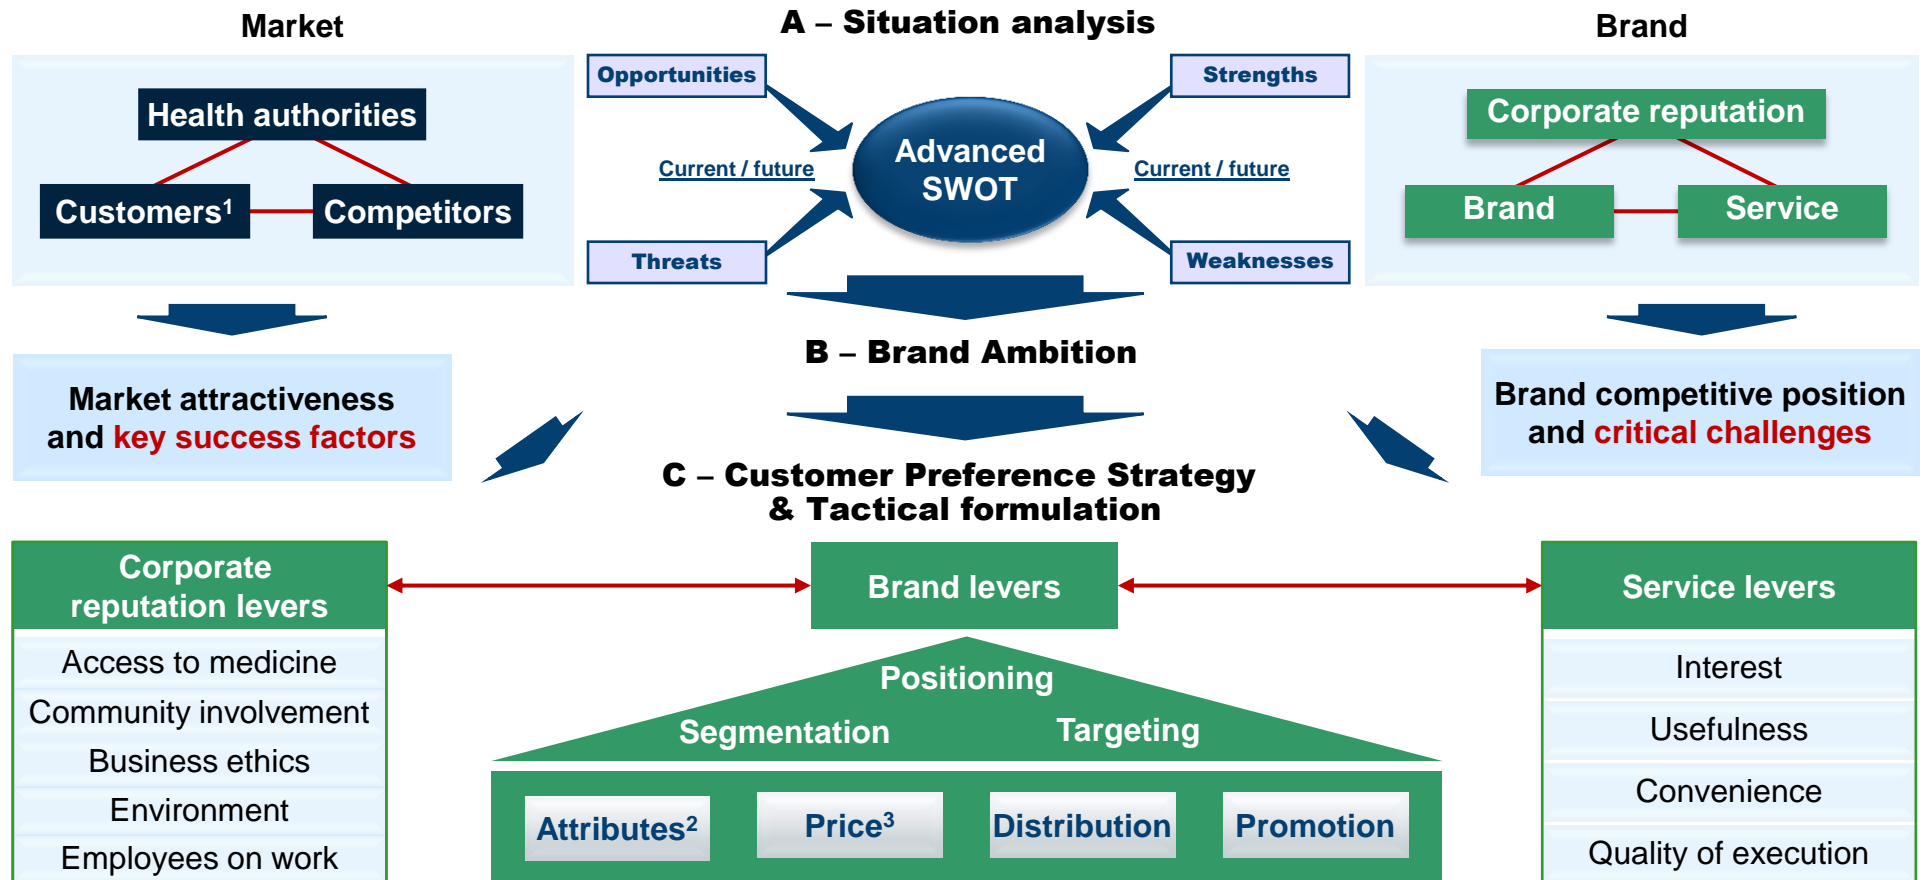 Market
A – Situation analysis
Brand
Opportunities
Strengths
Health authorities
Customers¹
Competitors
Current / future
Advanced
SWOT
Current / future
Corporate reputation
Brand
Service
Threats
Weaknesses
B – Brand Ambition
Market attractiveness
and key success factors
Brand competitive position
and critical challenges
C – Customer Preference Strategy
& Tactical formulation
Corporate
reputation levers
Access to medicine
Community involvement
Business ethics
Environment
Employees on work
Brand levers
Positioning
Segmentation
Targeting
Attributes²
Price³
Distribution
Promotion
Service levers
Interest
Usefulness
Convenience
Quality of execution